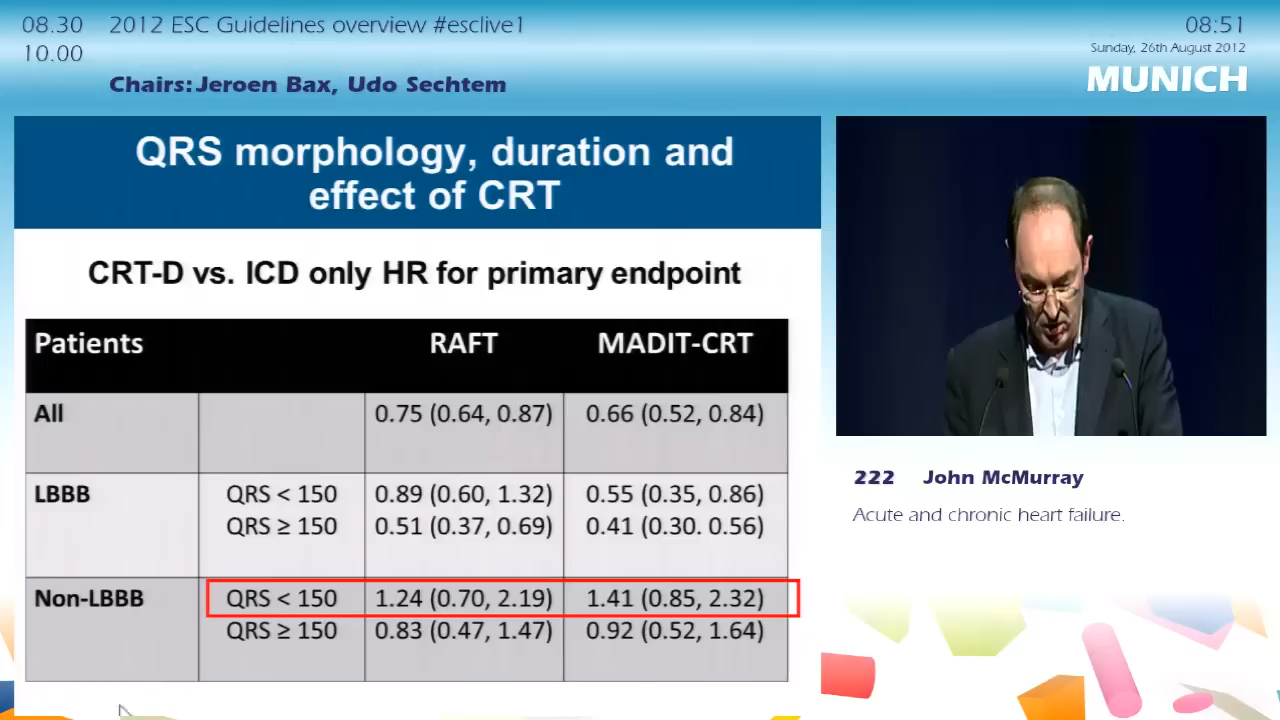 08.30 2012 ESC Guidelines overview #esclive1
10.00
Chairs: Jeroen Bax, Udo Sechtem
08:51
Sunday, 26th August 2012
MUNICH
QRS morphology, duration and
effect of CRT
CRT-D vs. ICD only HR for primary endpoint
Patients RAFT MADIT-CRT
All 0.75 (0.64, 0.87) 0.66 (0.52, 0.84)
LBBB QRS < 150 0.89 (0.60, 1.32) 0.55 (0.35, 0.86)
QRS ≥ 150 0.51 (0.37, 0.69) 0.41 (0.30. 0.56)
Non-LBBB QRS < 150 1.24 (0.70, 2.19) 1.41 (0.85, 2.32)
QRS ≥ 150 0.83 (0.47, 1.47) 0.92 (0.52, 1.64)
222 John McMurray
Acute and chronic heart failure.